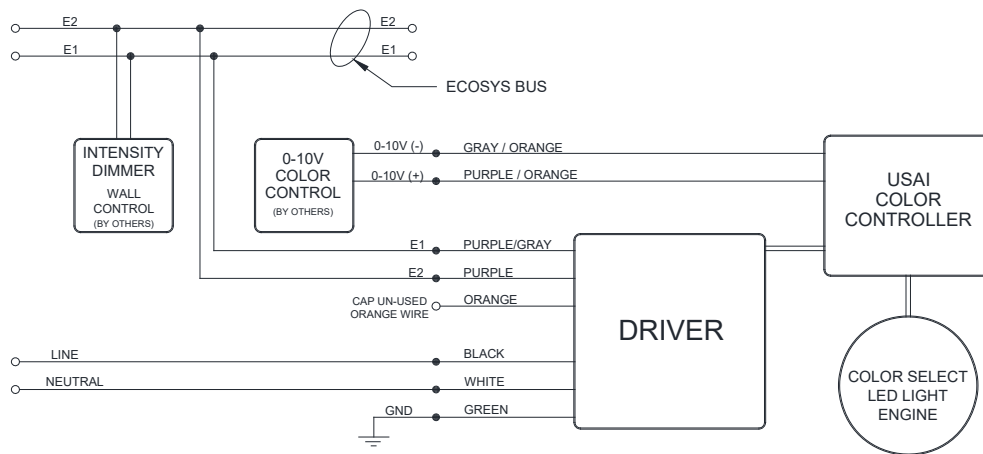 E2
E2
E1
E1
ECOSYS BUS
INTENSITY
DIMMER
WALL
CONTROL
(BY OTHERS)
0-10V
COLOR
CONTROL
(BY OTHERS)
0-10V (-)
GRAY / ORANGE
0-10V (+)
PURPLE / ORANGE
USAI
COLOR
CONTROLLER
E1
PURPLE/GRAY
E2
PURPLE
CAP UN-USED
ORANGE WIRE
ORANGE
DRIVER
LINE
BLACK
NEUTRAL
WHITE
GND
GREEN
COLOR SELECT
LED LIGHT
ENGINE